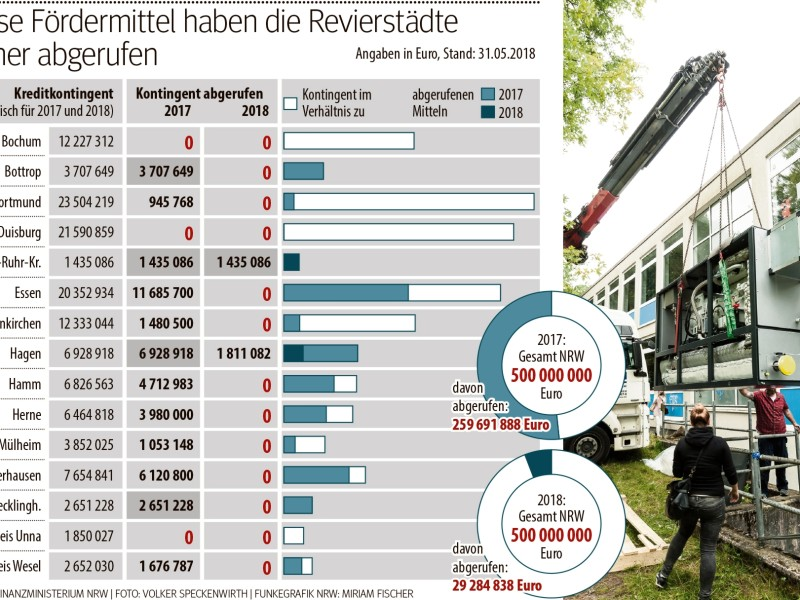 se Fördermittel haben die Revierstädte
er abgerufen
Angaben in Euro, Stand: 31.05.2018
Kreditkontingent Kontingent abgerufen Kontingent im abgerufenen 2017
isch für 2017 und 2018) 2017 2018 Verhältnis zu Mitteln 2018
Bochum 12 227 312 0 0
Bottrop 3 707 649 3 707 649 0
ortmund 23 504 219 945 768 0
Duisburg 21 590 859 0 0
-Ruhr-Kr. 1 435 086 1 435 086 1 435 086
Essen 20 352 934 11 685 700 0
nkirchen 12 333 044 1 480 500 0
Hagen 6 928 918 6 928 918 1 811 082
Hamm 6 826 563 4 712 983 0
Herne 6 464 818 3 980 000 0
Mülheim 3 852 025 1 053 148 0
erhausen 7 654 841 6 120 800 0
ecklingh. 2 651 228 2 651 228 0
eis Unna 1 850 027 0 0
eis Wesel 2 652 030 1 676 787 0
2017:
Gesamt NRW
500 000 000
Euro
davon
abgerufen:
259 691 888 Euro
2018:
Gesamt NRW
500 000 000
Euro
davon
abgerufen:
29 284 838 Euro
INANZMINISTERIUM NRW | FOTO: VOLKER SPECKENWIRTH | FUNKEGRAFIK NRW: MIRIAM FISCHER